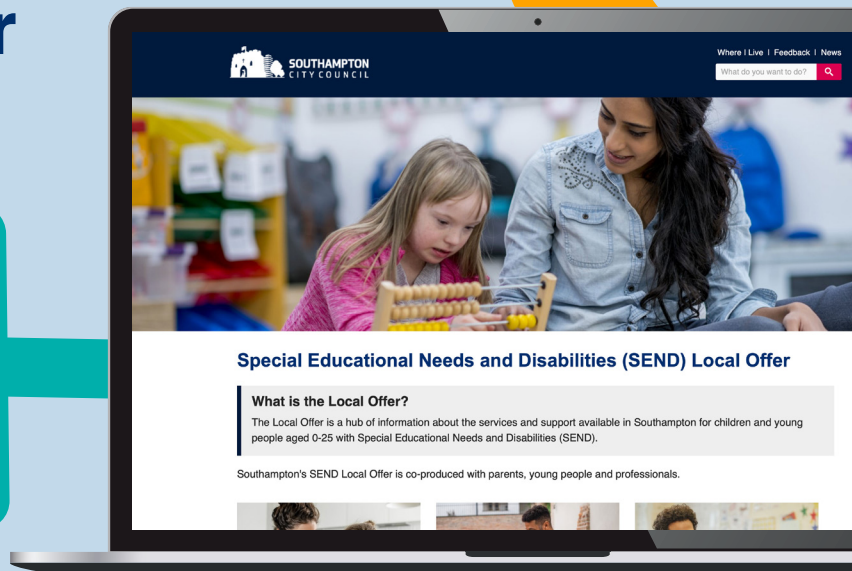 r
SOUTHAMPTON
CITY COUNCIL
Where I Live | Feedback | News
What do you want to do?
Special Educational Needs and Disabilities (SEND) Local Offer
What is the Local Offer?
The Local Offer is a hub of information about the services and support available in Southampton for children and young
people aged 0-25 with Special Educational Needs and Disabilities (SEND).
Southampton's SEND Local Offer is co-produced with parents, young people and professionals.